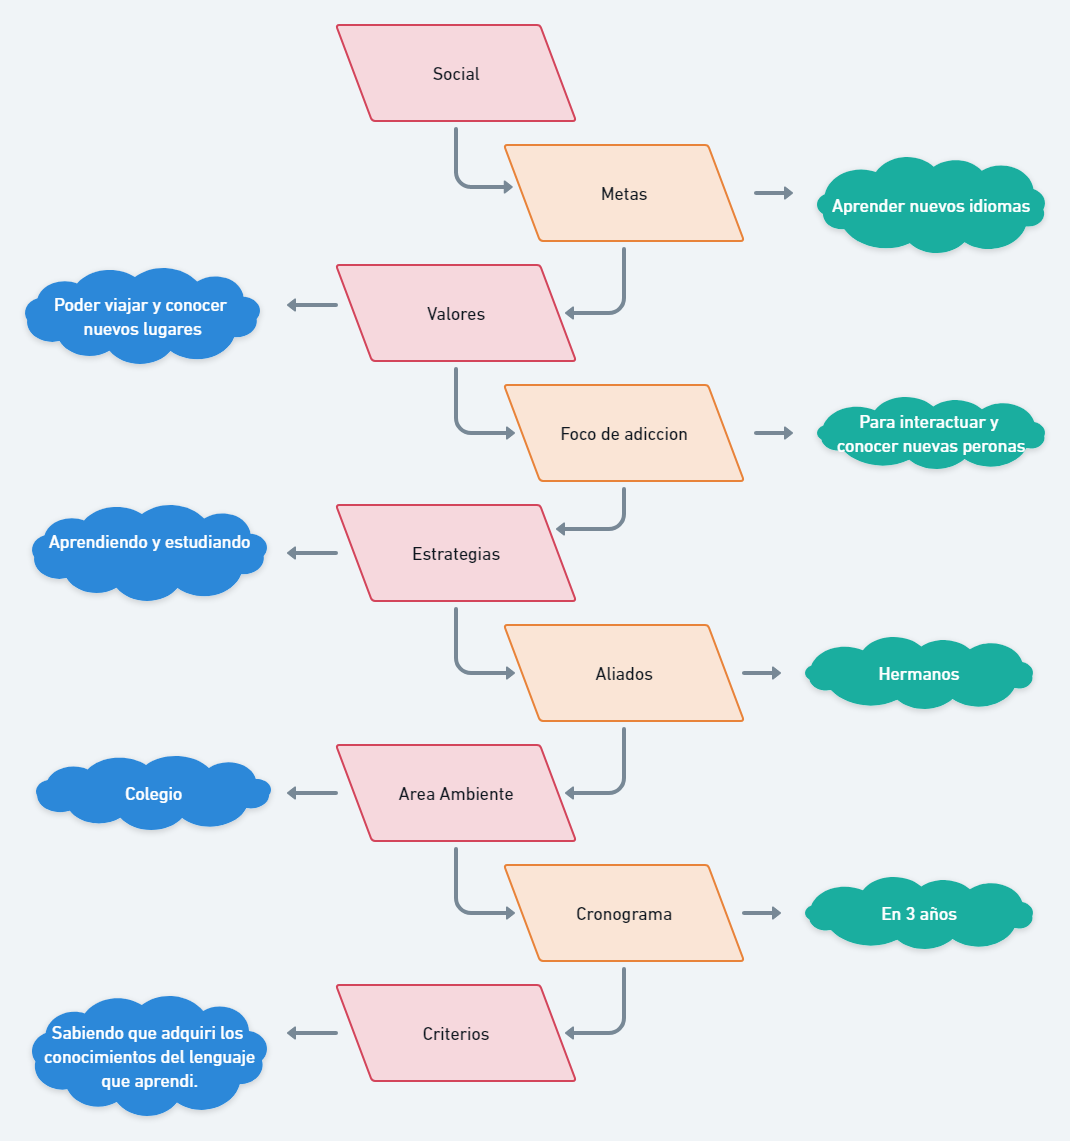 Social
Metas
Aprender nuevos idiomas
Valores
Poder viajar y conocer
nuevos lugares
Foco de adiccion
Para interactuar y
conocer nuevas peronas
Estrategias
Aprendiendo y estudiando
Aliados
Hermanos
Area Ambiente
Colegio
Cronograma
En 3 años
Criterios
Sabiendo que adquiri los
conocimientos del lenguaje
que aprendi.